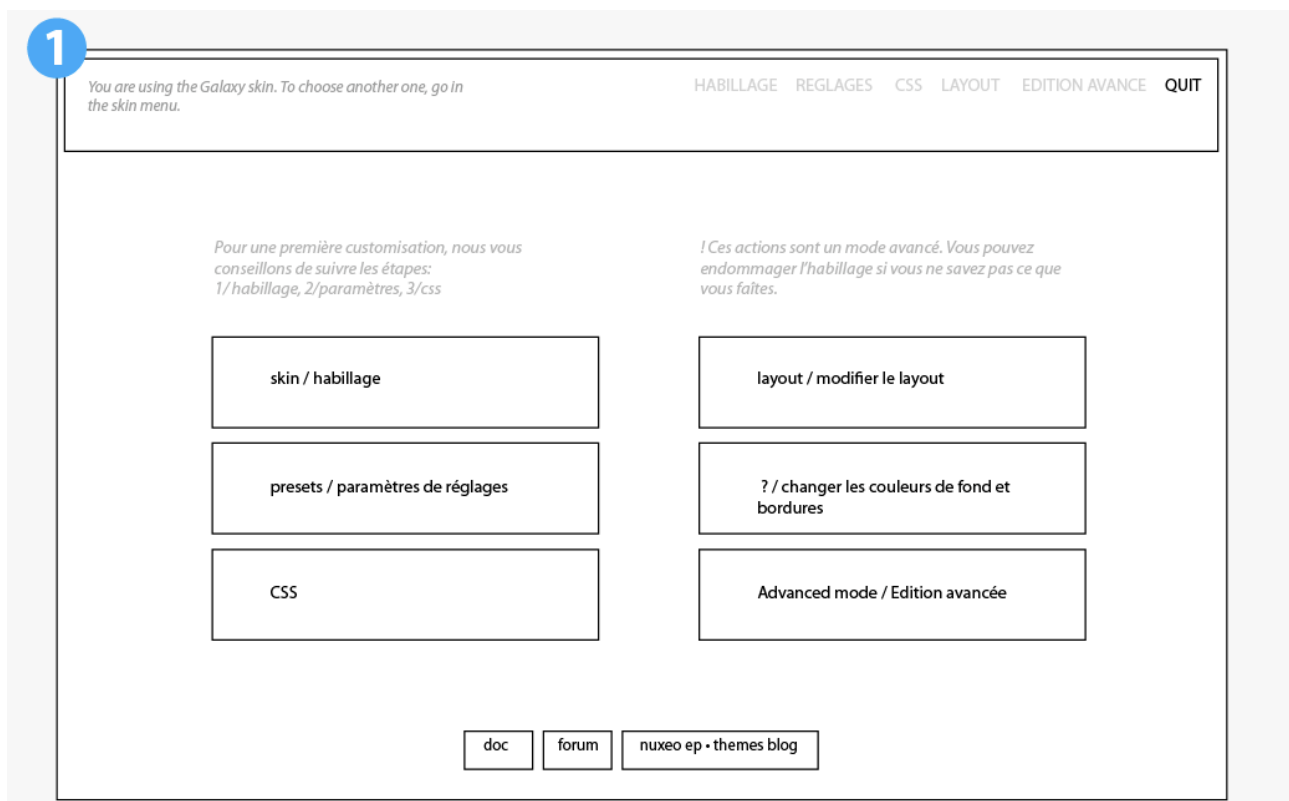 1
You are using the Galaxy skin. To choose another one, go in
the skin menu.
HABILLAGE REGLAGES CSS LAYOUT EDITION AVANCE QUIT
Pour une première customisation, nous vous
conseillons de suivre les étapes:
1/ habillage, 2/paramètres, 3/css
! Ces actions sont un mode avancé. Vous pouvez
endommager l'habillage si vous ne savez pas ce que
vous faîtes.
skin / habillage
layout / modifier le layout
presets / paramètres de réglages
? / changer les couleurs de fond et
bordures
CSS
Advanced mode / Edition avancée
doc
forum
nuxeo ep • themes blog